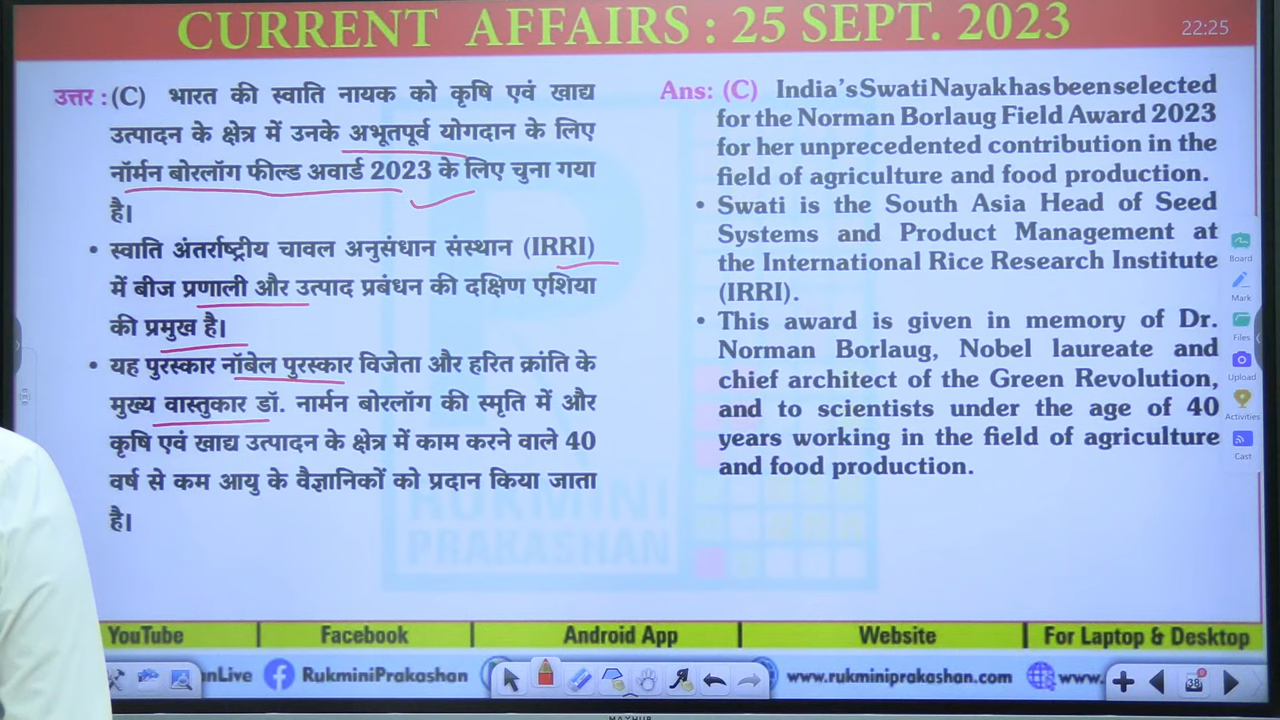 CURRENT AFFAIRS : 25 SEPT. 2023
22:25
उत्तर : (C) भारत की स्वाति नायक को कृषि एवं खाद्य
उत्पादन के क्षेत्र में उनके अभूतपूर्व योगदान के लिए
नॉर्मन बोरलॉग फील्ड अवार्ड 2023 के लिए चुना गया
है।
• स्वाति अंतर्राष्ट्रीय चावल अनुसंधान संस्थान (IRRI)
में बीज प्रणाली और उत्पाद प्रबंधन की दक्षिण एशिया
की प्रमुख है।
• यह पुरस्कार नॉबेल पुरस्कार विजेता और हरित क्रांति के
मुख्य वास्तुकार डॉ. नार्मन बोरलॉग की स्मृति में और
कृषि एवं खाद्य उत्पादन के क्षेत्र में काम करने वाले 40
वर्ष से कम आयु के वैज्ञानिकों को प्रदान किया जाता
है।
Ans: (C) India's Swati Nayak has been selected
for the Norman Borlaug Field Award 2023
for her unprecedented contribution in the
field of agriculture and food production.
• Swati is the South Asia Head of Seed
Systems and Product Management at
the International Rice Research Institute
(IRRI).
• This award is given in memory of Dr.
Norman Borlaug, Nobel laureate and
chief architect of the Green Revolution,
and to scientists under the age of 40
years working in the field of agriculture
and food production.
RUKMINI
PRAKASHAN
Board
Mark
Files
Upload
Activities
Cast
YouTube | Facebook | Android App | Website | For Laptop & Desktop
nLive RukminiPrakashan www.rukminiprakashan.com www.
38
MAXHUB